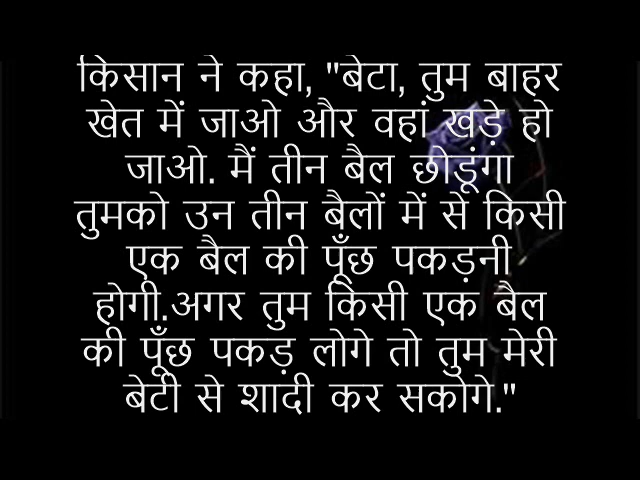 किसान ने कहा, "बेटा, तुम बाहर
खेत में जाओ और वहां खड़े हो
जाओ. मैं तीन बैल छोडूंगा
तुमको उन तीन बैलों में से किसी
एक बैल की पूँछ पकड़नी
होगी.अगर तुम किसी एक बैल
की पूँछ पकड़ लोगे तो तुम मेरी
बेटी से शादी कर सकोगे."